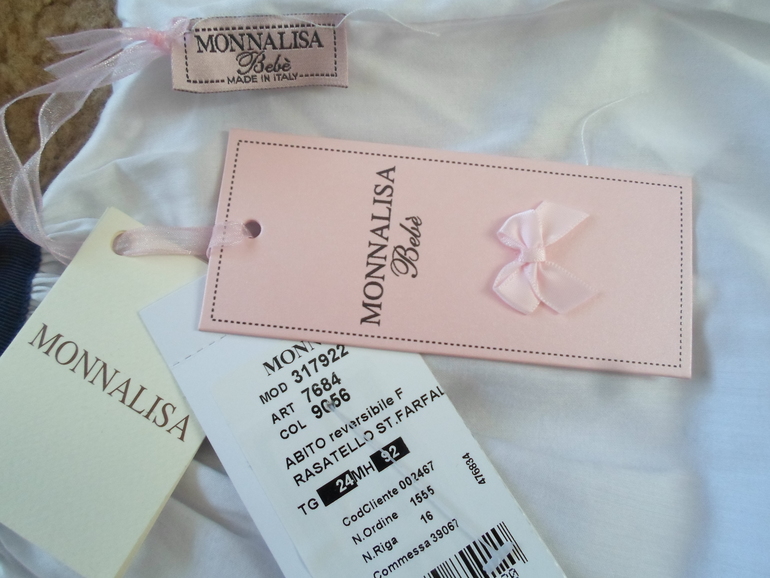 MONNALISA
Bebè
MADE IN ITALY
MONNALISA
Bebè
MONNALISA
MOD 317922
ART 7684
COL 9056
ABITO reversibile F
RASATELLO ST.FARFAL
TG 24MH 92
CodCliente 002467
N.Ordine 1555
N.Riga 16
Commessa 39067
476834